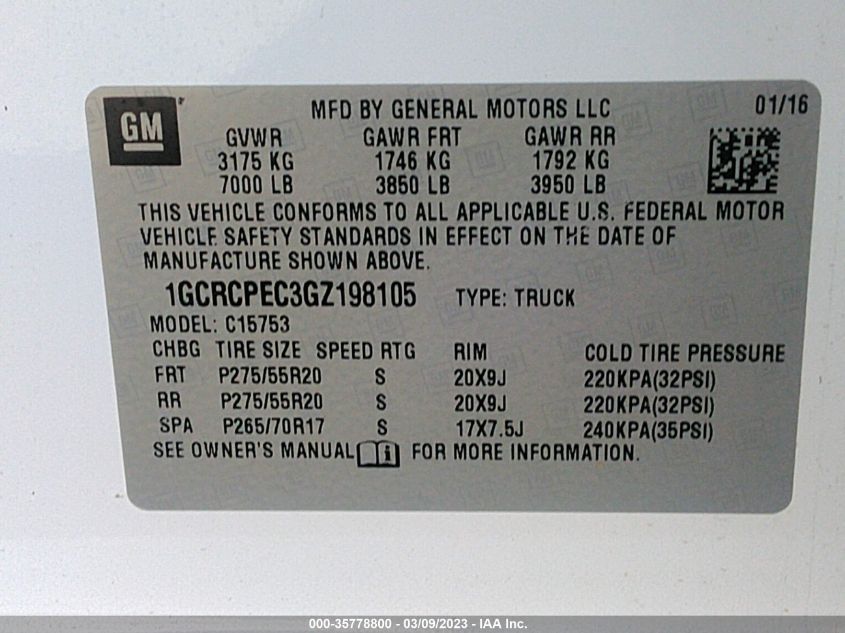 GM
MFD BY GENERAL MOTORS LLC 01/16
GVWR GAWR FRT GAWR RR
3175 KG 1746 KG 1792 KG
7000 LB 3850 LB 3950 LB
THIS VEHICLE CONFORMS TO ALL APPLICABLE U.S. FEDERAL MOTOR
VEHICLE SAFETY STANDARDS IN EFFECT ON THE DATE OF
MANUFACTURE SHOWN ABOVE.
1GCRCPEC3GZ198105 TYPE: TRUCK
MODEL: C15753
CHBG TIRE SIZE SPEED RTG RIM COLD TIRE PRESSURE
FRT P275/55R20 S 20X9J 220KPA(32PSI)
RR P275/55R20 S 20X9J 220KPA(32PSI)
SPA P265/70R17 S 17X7.5J 240KPA(35PSI)
SEE OWNER'S MANUAL i FOR MORE INFORMATION.
000-35778800 - 03/09/2023 - IAA Inc.